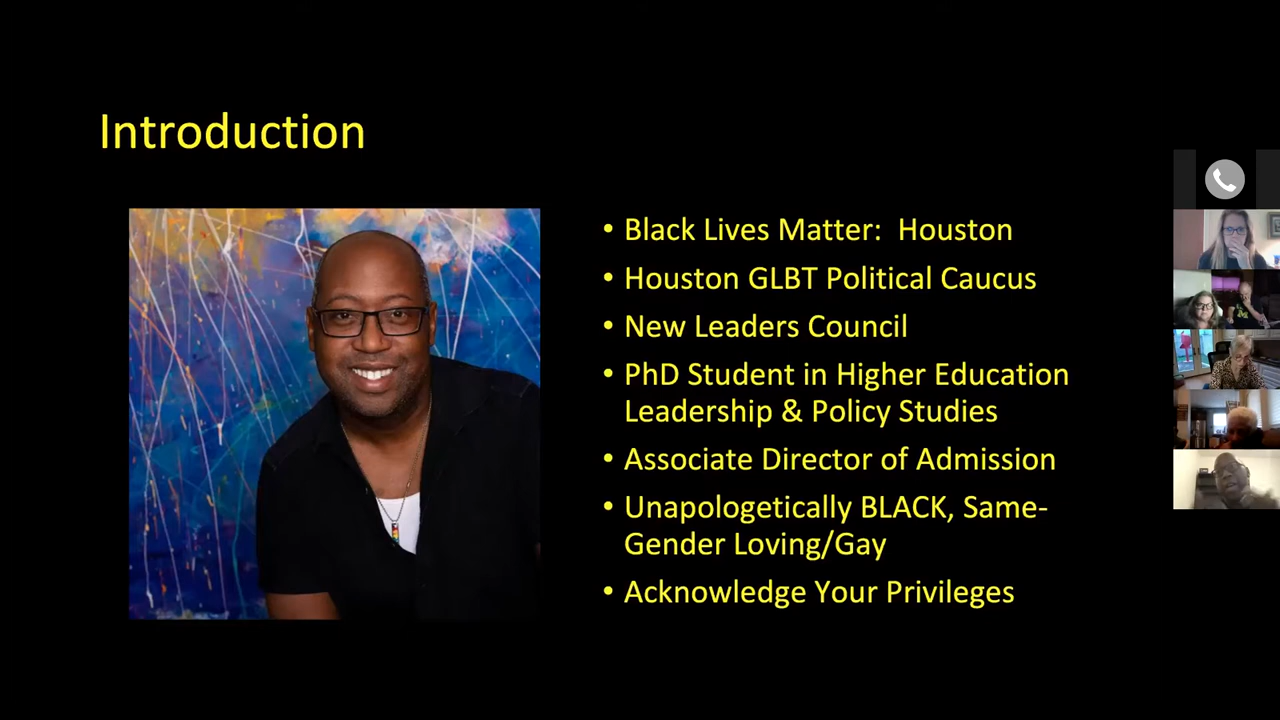 Introduction
• Black Lives Matter:  Houston
• Houston GLBT Political Caucus
• New Leaders Council
• PhD Student in Higher Education
Leadership & Policy Studies
• Associate Director of Admission
• Unapologetically BLACK, Same-
Gender Loving/Gay
• Acknowledge Your Privileges